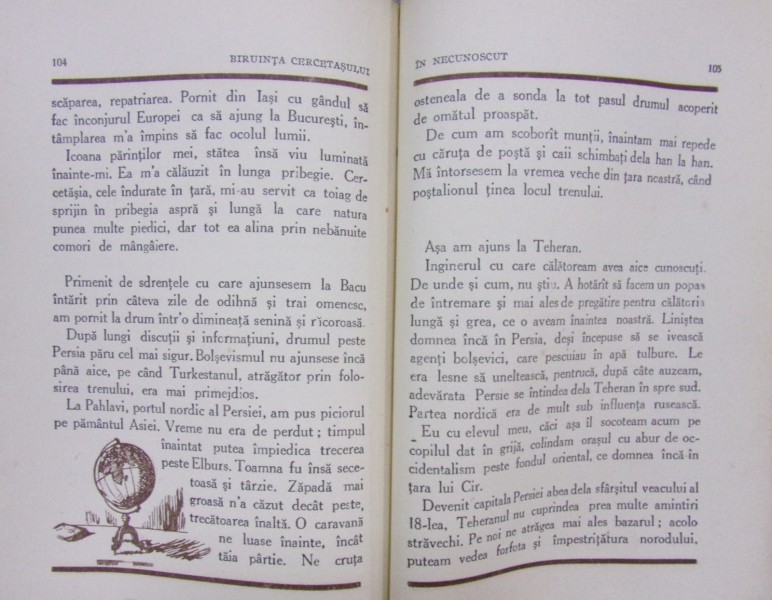 104
BIRUINȚA CERCETAȘULUI
scăparea, repatriarea. Pornit din Iași cu gândul să
fac înconjurul Europei ca să ajung la București, în-
tâmplarea m'a împins să fac ocolul lumii.
Icoana părinților mei, stătea însă viu luminată
înainte-mi. Ea m'a călăuzit în lunga pribegie. Cer-
cetășia, cele îndurate în țară, mi-au servit ca toiag de
sprijin în pribegia aspră și lungă la care natura
punea multe piedici, dar tot ea alina prin nebănuite
comori de mângâiere.
Primenit de sdrențele cu care ajunsesem la Bacu
întărit prin câteva zile de odihnă și trai omenesc,
am pornit la drum într'o dimineață senină și răcoroasă.
După lungi discuții și informațiuni, drumul peste
Persia păru cel mai sigur. Bolșevismul nu ajunsese încă
până aice, pe când Turkestanul, atrăgător prin folo-
sirea trenului, era mai primejdios.
La Pahlavi, portul nordic al Persiei, am pus piciorul
pe pământul Asiei. Vreme nu era de perdut; timpul
înaintat putea împiedica trecerea
peste Elburs. Toamna fu însă sece-
toasă și târzie. Zăpadă mai
groasă n'a căzut decât peste,
trecătoarea înaltă. O caravană
ne luase înainte, încât
tăia pârtie. Ne cruța
ÎN NECUNOSCUT
105
osteneala de a sonda la tot pasul drumul acoperit
de omătul proaspăt.
De cum am scoborît munții, înaintam mai repede
cu căruța de poștă și caii schimbați dela han la han.
Mă întorsesem la vremea veche din țara noastră, când
poștalionul ținea locul trenului.
Așa am ajuns la Teheran.
Inginerul cu care călătoream avea aice cunoscuți.
De unde și cum, nu știu. A hotărît să facem un popas
de întremare și mai ales de pregătire pentru călătoria
lungă și grea, ce o aveam înaintea noastră. Liniștea
domnea încă în Persia, deși începuse să se ivească
agenți bolșevici, care pescuiau în apă tulbure. Le
era lesne să uneltească, pentrucă, după câte auzeam,
adevărata Persie se întindea dela Teheran în spre sud.
Partea nordică era de mult sub influența rusească.
Eu cu elevul meu, căci așa îl socoteam acum pe
copilul dat în grijă, colindam orașul cu abur de oc-
cidentalism peste fondul oriental, ce domnea încă în
țara lui Cir.
Devenit capitala Persiei abea dela sfârșitul veacului al
18-lea, Teheranul nu cuprindea prea multe amintiri
străvechi. Pe noi ne atrăgea mai ales bazarul; acolo
puteam vedea forfota și împestrițătura norodului.